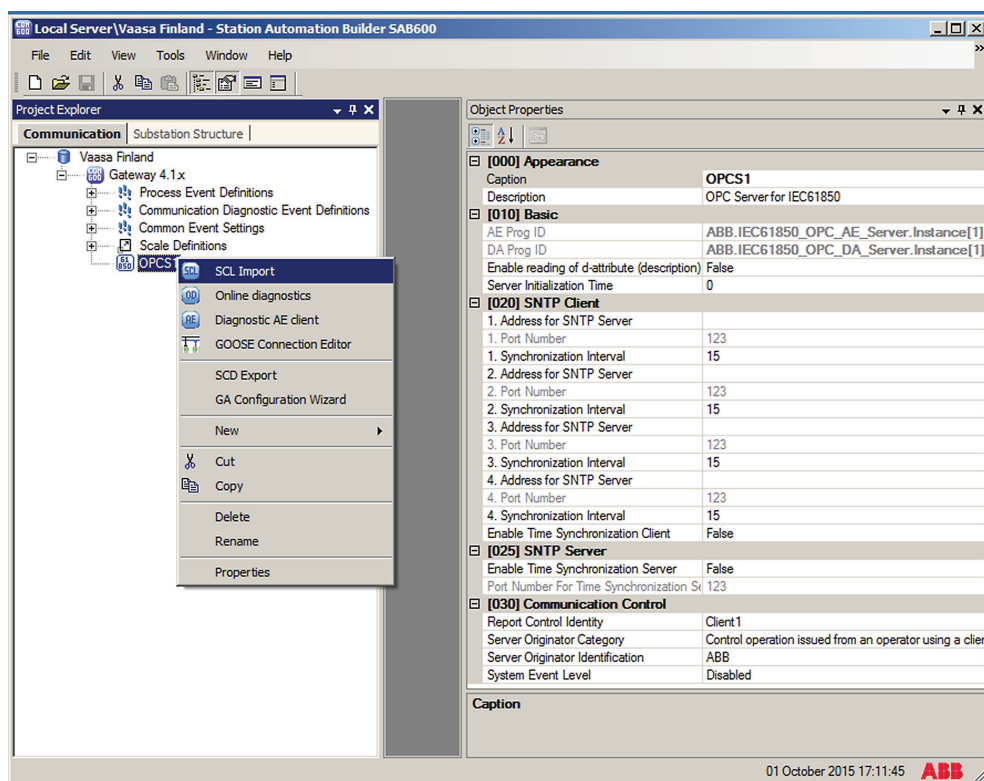 Local Server\Vaasa Finland - Station Automation Builder SAB600
File Edit View Tools Window Help
Project Explorer
Communication Substation Structure
Vaasa Finland
Gateway 4.1.x
Process Event Definitions
Communication Diagnostic Event Definitions
Common Event Settings
Scale Definitions
OPCS1
SCL Import
Online diagnostics
Diagnostic AE client
GOOSE Connection Editor
SCD Export
GA Configuration Wizard
New
Cut
Copy
Delete
Rename
Properties
Object Properties
[000] Appearance
Caption OPCS1
Description OPC Server for IEC61850
[010] Basic
AE Prog ID ABB.IEC61850_OPC_AE_Server.Instance[1]
DA Prog ID ABB.IEC61850_OPC_DA_Server.Instance[1]
Enable reading of d-attribute (description) False
Server Initialization Time 0
[020] SNTP Client
1. Address for SNTP Server
1. Port Number 123
1. Synchronization Interval 15
2. Address for SNTP Server
2. Port Number 123
2. Synchronization Interval 15
3. Address for SNTP Server
3. Port Number 123
3. Synchronization Interval 15
4. Address for SNTP Server
4. Port Number 123
4. Synchronization Interval 15
Enable Time Synchronization Client False
[025] SNTP Server
Enable Time Synchronization Server False
Port Number For Time Synchronization Se 123
[030] Communication Control
Report Control Identity Client1
Server Originator Category Control operation issued from an operator using a clier
Server Originator Identification ABB
System Event Level Disabled
Caption
01 October 2015 17:11:45 ABB